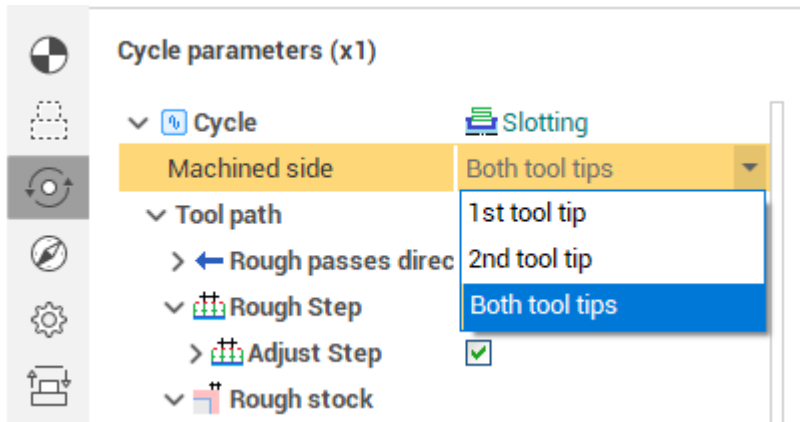 Cycle parameters (x1)
Cycle Slotting
Machined side Both tool tips
1st tool tip
Tool path
2nd tool tip
Rough passes direc
Both tool tips
Rough Step
Adjust Step
Rough stock